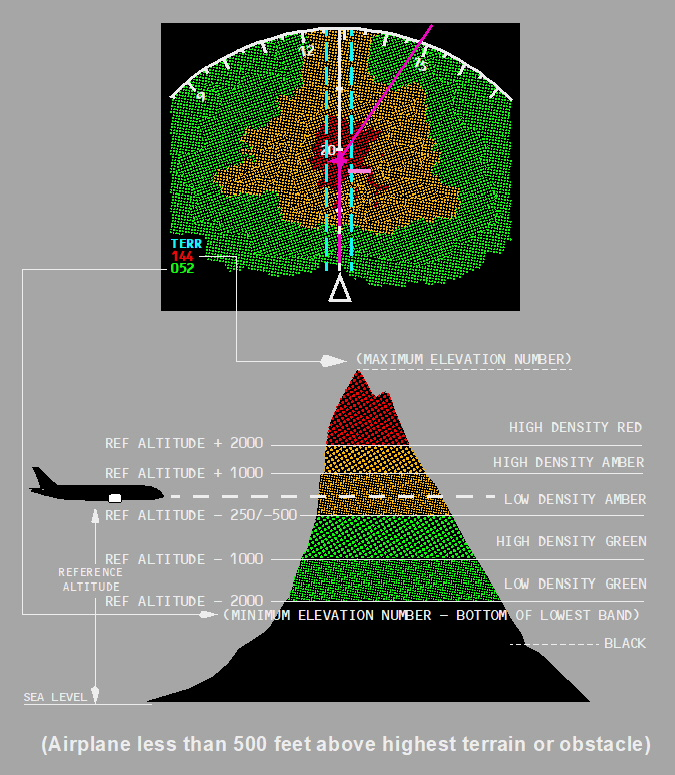 12
15
9
20
TERR
144
052
(MAXIMUM ELEVATION NUMBER)
HIGH DENSITY RED
REF ALTITUDE + 2000
HIGH DENSITY AMBER
REF ALTITUDE + 1000
LOW DENSITY AMBER
REF ALTITUDE – 250/–500
HIGH DENSITY GREEN
REF ALTITUDE – 1000
REFERENCE
ALTITUDE
LOW DENSITY GREEN
REF ALTITUDE – 2000
(MINIMUM ELEVATION NUMBER – BOTTOM OF LOWEST BAND)
BLACK
SEA LEVEL
(Airplane less than 500 feet above highest terrain or obstacle)